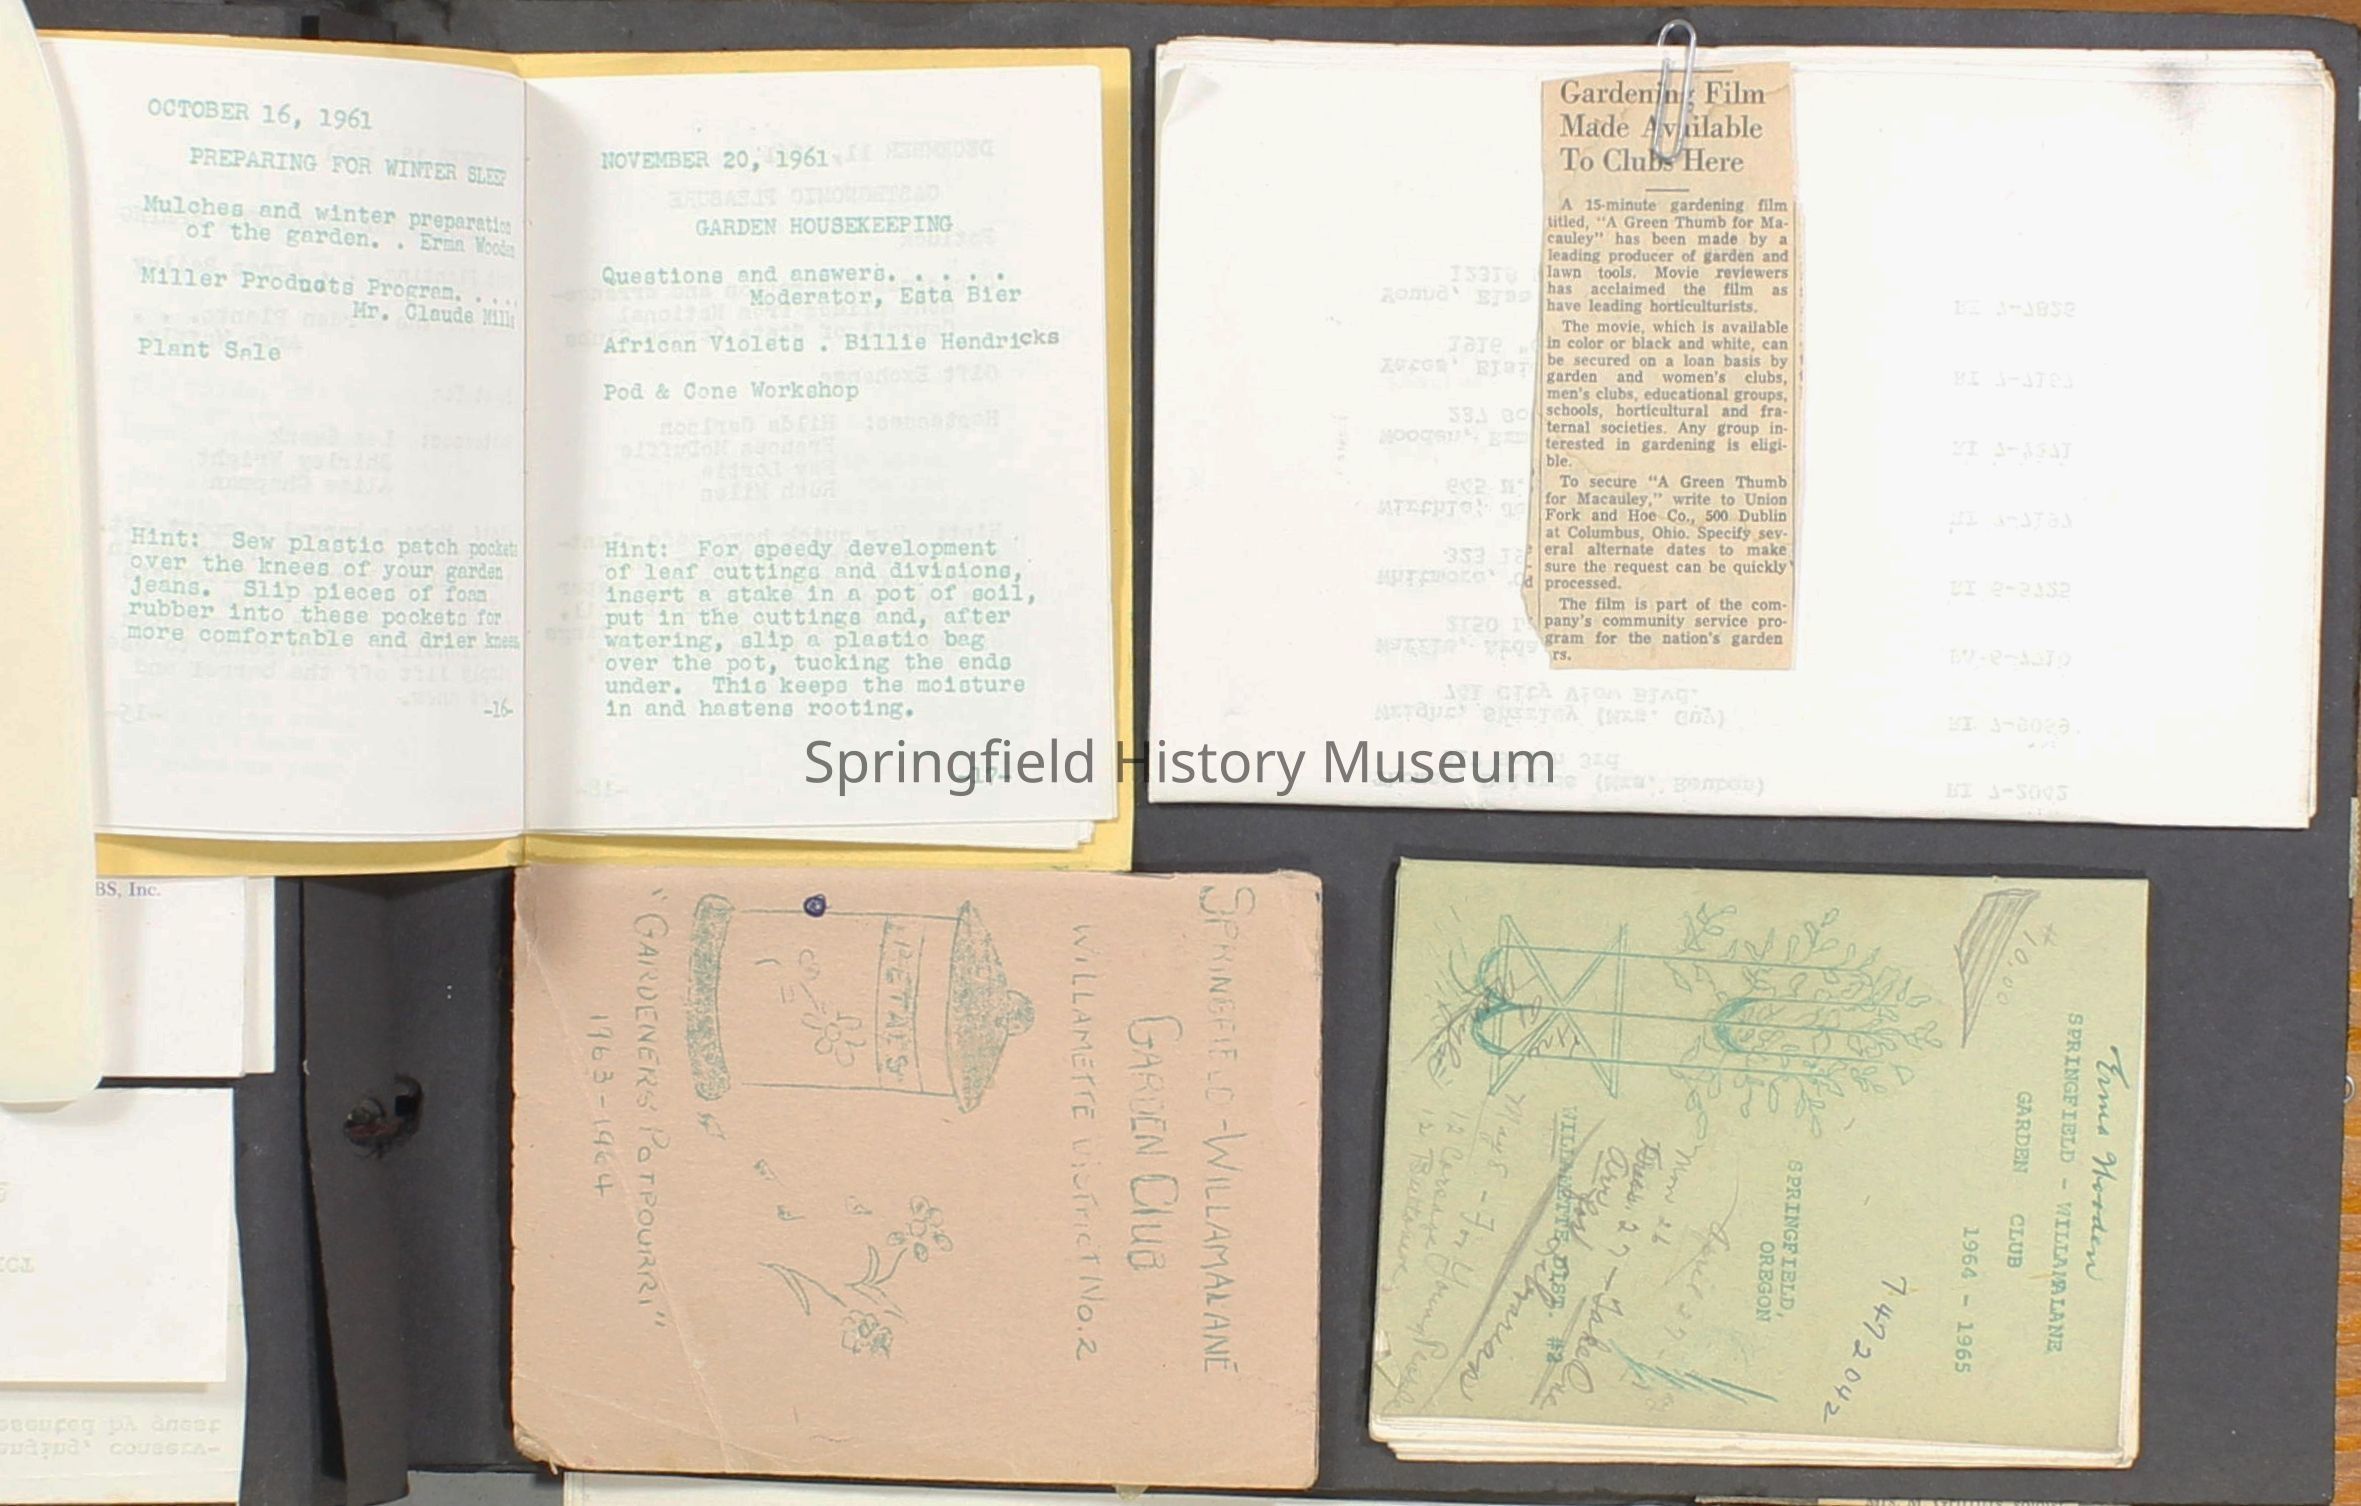 OCTOBER 16, 1961
PREPARING FOR WINTER SLEEP
Mulches and winter preparation
of the garden. . Erma Wooden
Miller Products Program. . . .
Mr. Claude Mills
Plant Sale
Hint: Sew plastic patch pockets
over the knees of your garden
jeans. Slip pieces of foam
rubber into these pockets for
more comfortable and drier knees
-16-
NOVEMBER 20, 1961
GARDEN HOUSEKEEPING
Questions and answers. . . . .
Moderator, Esta Bier
African Violets . Billie Hendricks
Pod & Cone Workshop
Hint: For speedy development
of leaf cuttings and divisions,
insert a stake in a pot of soil,
put in the cuttings and, after
watering, slip a plastic bag
over the pot, tucking the ends
under. This keeps the moisture
in and hastens rooting.
-17-
Gardening Film
Made Available
To Clubs Here
A 15-minute gardening film
titled, "A Green Thumb for Ma-
cauley" has been made by a
leading producer of garden and
lawn tools. Movie reviewers
has acclaimed the film as
have leading horticulturists.
The movie, which is available
in color or black and white, can
be secured on a loan basis by
garden and women's clubs,
men's clubs, educational groups,
schools, horticultural and fra-
ternal societies. Any group in-
terested in gardening is eligi-
ble.
To secure "A Green Thumb
for Macauley," write to Union
Fork and Hoe Co., 500 Dublin
at Columbus, Ohio. Specify sev-
eral alternate dates to make
sure the request can be quickly
processed.
The film is part of the com-
pany's community service pro-
gram for the nation's garden
rs.
Springfield History Museum
BS, Inc.
SPRINGFIELD-WILLAMALANE
GARDEN CLUB
WILLAMETTE DISTRICT NO. 2
PETALS
"GARDENERS' POTPOURRI"
1963-1964
Erma Wooden
SPRINGFIELD - WILLAMALANE
GARDEN CLUB
1964 - 1965
10.00
7472042
SPRINGFIELD,
OREGON
WILLAMETTE DIST. #2